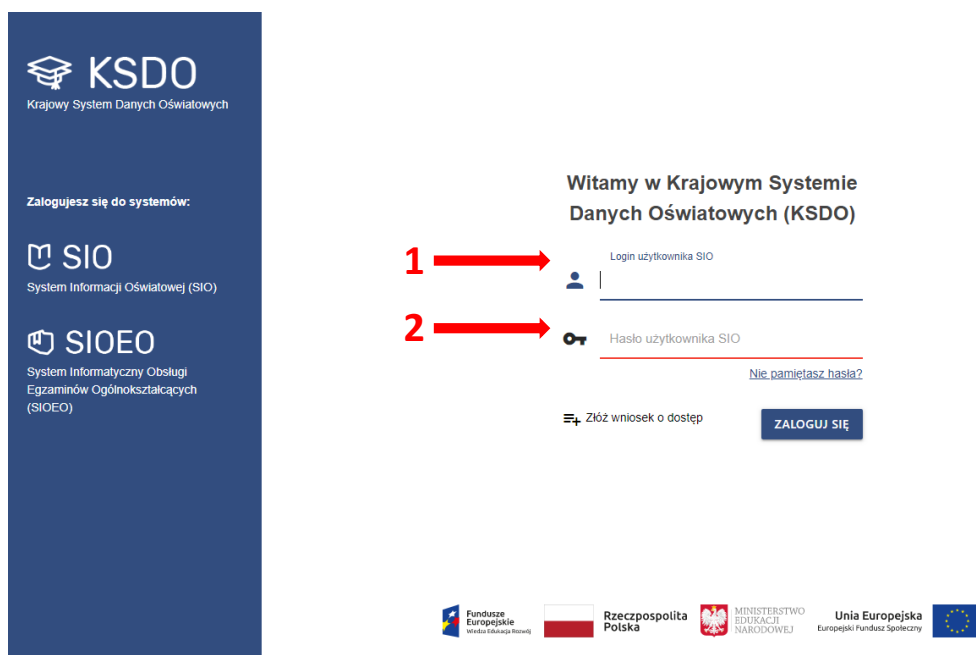 KSDO
Krajowy System Danych Oświatowych
Zalogujesz się do systemów:
SIO
System Informacji Oświatowej (SIO)
SIOEO
System Informatyczny Obsługi
Egzaminów Ogólnokształcących
(SIOEO)
Witamy w Krajowym Systemie
Danych Oświatowych (KSDO)
1
Login użytkownika SIO
2
Hasło użytkownika SIO
Nie pamiętasz hasła?
Złóż wniosek o dostęp
ZALOGUJ SIĘ
Fundusze
Europejskie
Wiedza Edukacja Rozwój
Rzeczpospolita
Polska
MINISTERSTWO
EDUKACJI
NARODOWEJ
Unia Europejska
Europejski Fundusz Społeczny